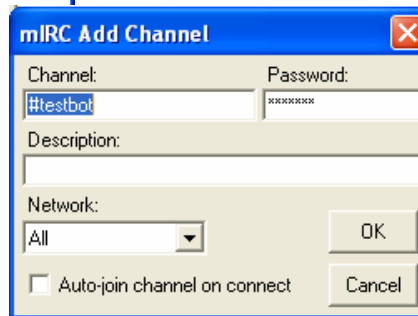 mIRC Add Channel
Channel: Password:
#testbot *******
Description:
Network:
All OK
Auto-join channel on connect Cancel